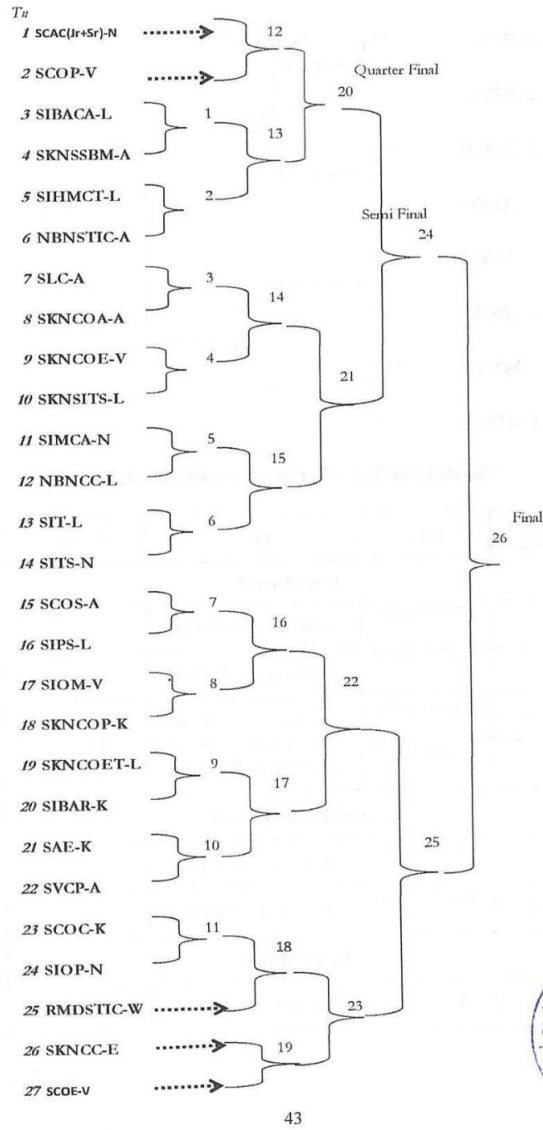 Tn
1 SCAC(Jr+Sr)-N
12
2 SCOP-V
Quarter Final
20
3 SIBACA-L
1
13
4 SKNSSBM-A
5 SIHMCT-L
2
Semi Final
24
6 NBNSTIC-A
7 SLC-A
3
14
8 SKNCOA-A
9 SKNCOE-V
4
21
10 SKNSITS-L
11 SIMCA-N
5
15
12 NBNCC-L
13 SIT-L
6
Final
26
14 SITS-N
15 SCOS-A
7
16
16 SIPS-L
17 SIOM-V
8
22
18 SKNCOP-K
19 SKNCOET-L
9
17
20 SIBAR-K
21 SAE-K
10
25
22 SVCP-A
23 SCOC-K
11
18
24 SIOP-N
25 RMDSTIC-W
23
26 SKNCC-E
19
27 SCOE-V
43